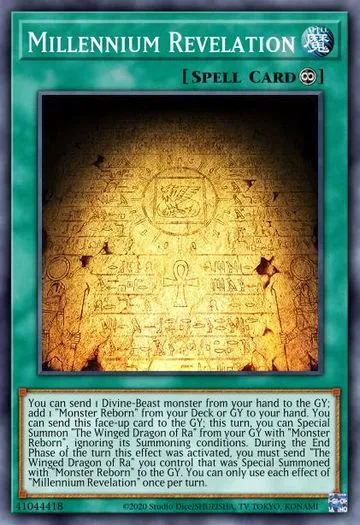 MILLENNIUM REVELATION
[SPELL CARD]
You can send 1 Divine-Beast monster from your hand to the GY;
add 1 "Monster Reborn" from your Deck or GY to your hand. You
can send this face-up card to the GY; this turn, you can Special
Summon "The Winged Dragon of Ra" from your GY with "Monster
Reborn", ignoring its Summoning conditions. During the End
Phase of the turn this effect was activated, you must send "The
Winged Dragon of Ra" you control that was Special Summoned
with "Monster Reborn" to the GY. You can only use each effect of
"Millennium Revelation" once per turn.
41044418
©2020 Studio Dice/SHUEISHA, TV TOKYO, KONAMI